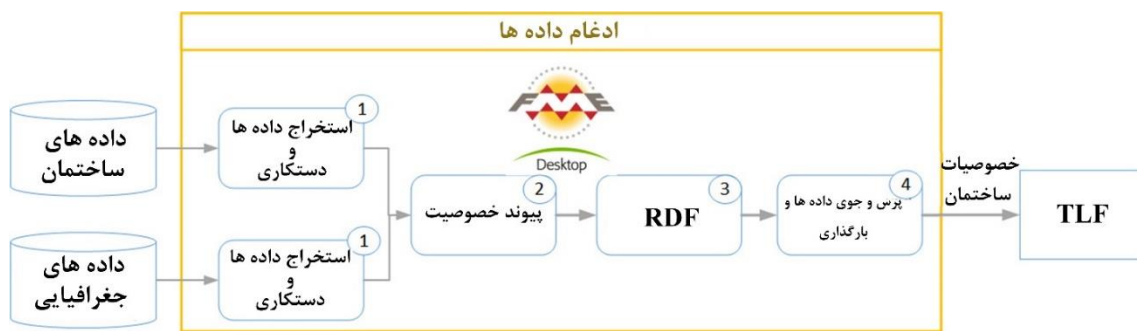 ادغام داده ها
FME
Desktop
داده های
ساختمان
1
استخراج داده ها
و
دستکاری
داده های
جغرافیایی
1
استخراج داده ها
و
دستکاری
2
پیوند خصوصیت
3
RDF
4
پرس و جوی داده ها و
بارگذاری
خصوصیات
ساختمان
TLF